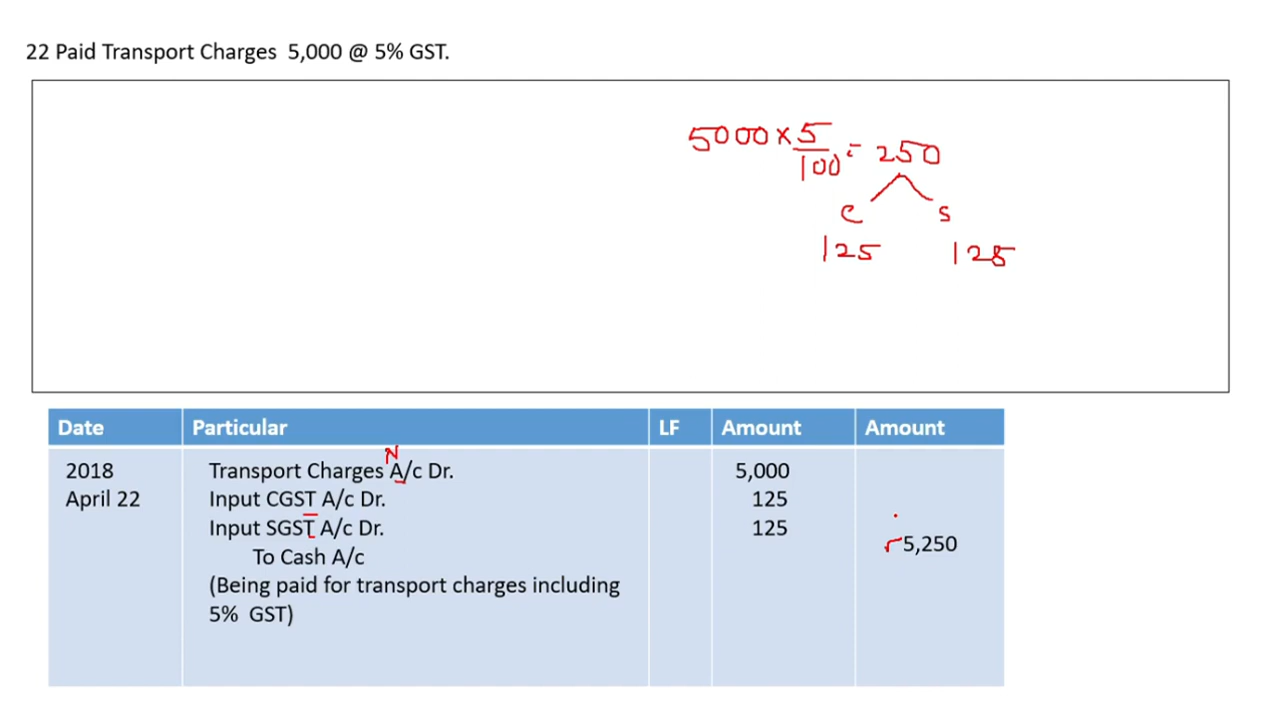 22 Paid Transport Charges 5,000 @ 5% GST.
5000 × 5/100 = 250
C S
125 125
Date Particular LF Amount Amount
N
2018 Transport Charges A/c Dr. 5,000
April 22 Input CGST A/c Dr. 125
Input SGST A/c Dr. 125
5,250
To Cash A/c
(Being paid for transport charges including
5% GST)